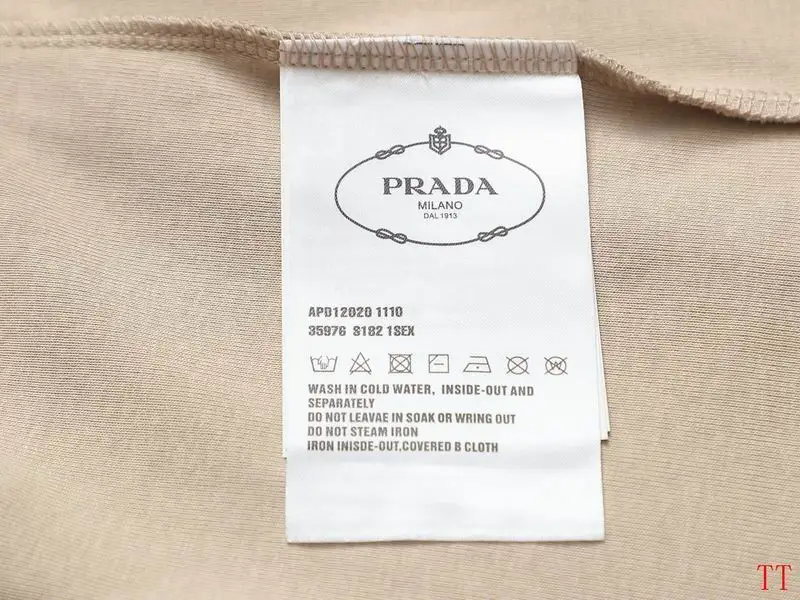 PRADA
MILANO
DAL 1913
APD12020 1110
35976 S182 1SEX
WASH IN COLD WATER, INSIDE-OUT AND
SEPARATELY
DO NOT LEAVAE IN SOAK OR WRING OUT
DO NOT STEAM IRON
IRON INISDE-OUT,COVERED B CLOTH
TT